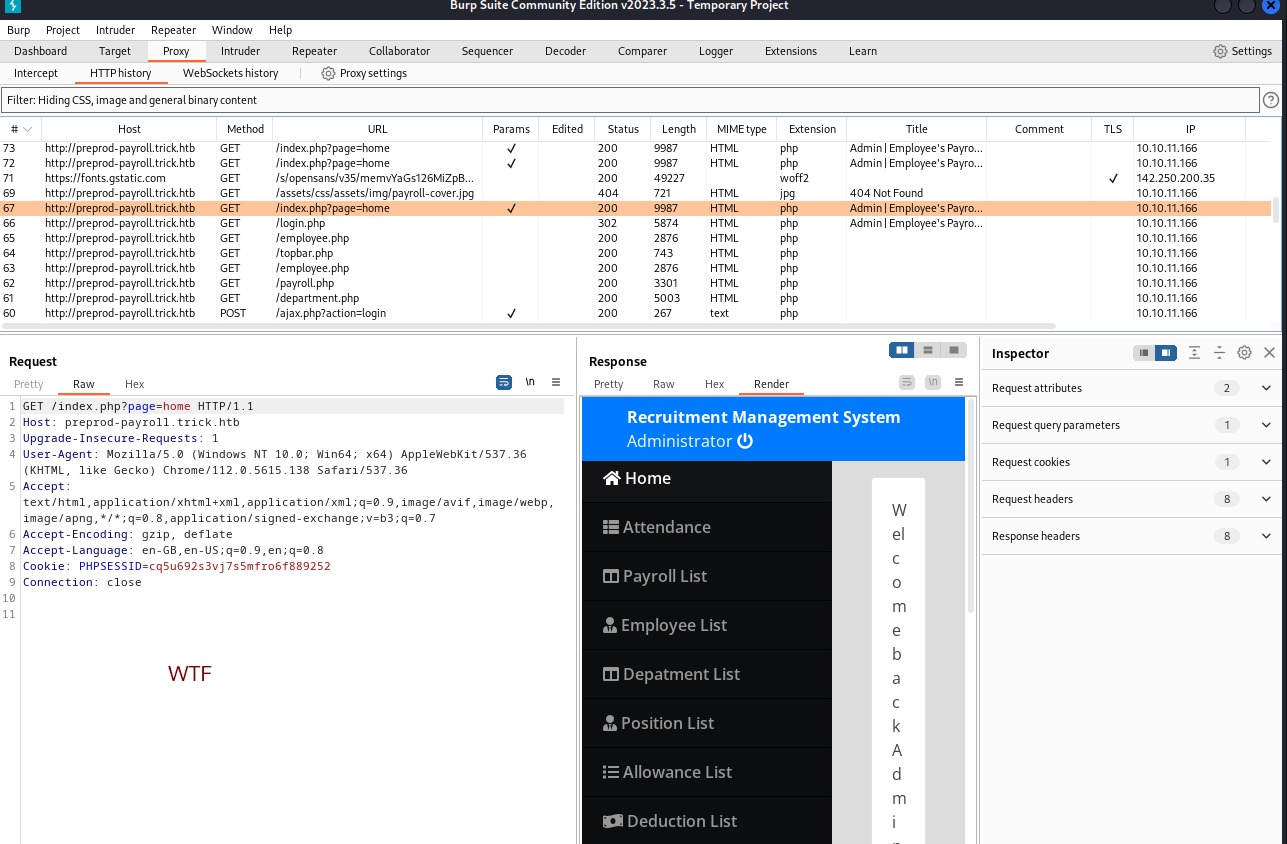 Burp Suite Community Edition v2023.3.5 - Temporary Project
Burp Project Intruder Repeater Window Help
Dashboard Target Proxy Intruder Repeater Collaborator Sequencer Decoder Comparer Logger Extensions Learn Settings
Intercept HTTP history WebSockets history Proxy settings
Filter: Hiding CSS, image and general binary content
# Host Method URL Params Edited Status Length MIME type Extension Title Comment TLS IP
73 http://preprod-payroll.trick.htb GET /index.php?page=home ✓ 200 9987 HTML php Admin | Employee's Payro... 10.10.11.166
72 http://preprod-payroll.trick.htb GET /index.php?page=home ✓ 200 9987 HTML php Admin | Employee's Payro... 10.10.11.166
71 https://fonts.gstatic.com GET /s/opensans/v35/memvYaGs126MiZpB... 200 49227 woff2 ✓ 142.250.200.35
69 http://preprod-payroll.trick.htb GET /assets/css/assets/img/payroll-cover.jpg 404 721 HTML jpg 404 Not Found 10.10.11.166
67 http://preprod-payroll.trick.htb GET /index.php?page=home ✓ 200 9987 HTML php Admin | Employee's Payro... 10.10.11.166
66 http://preprod-payroll.trick.htb GET /login.php 302 5874 HTML php Admin | Employee's Payro... 10.10.11.166
65 http://preprod-payroll.trick.htb GET /employee.php 200 2876 HTML php 10.10.11.166
64 http://preprod-payroll.trick.htb GET /topbar.php 200 743 HTML php 10.10.11.166
63 http://preprod-payroll.trick.htb GET /employee.php 200 2876 HTML php 10.10.11.166
62 http://preprod-payroll.trick.htb GET /payroll.php 200 3301 HTML php 10.10.11.166
61 http://preprod-payroll.trick.htb GET /department.php 200 5003 HTML php 10.10.11.166
60 http://preprod-payroll.trick.htb POST /ajax.php?action=login ✓ 200 267 text php 10.10.11.166
Request
Pretty Raw Hex \n
1 GET /index.php?page=home HTTP/1.1
2 Host: preprod-payroll.trick.htb
3 Upgrade-Insecure-Requests: 1
4 User-Agent: Mozilla/5.0 (Windows NT 10.0; Win64; x64) AppleWebKit/537.36
(KHTML, like Gecko) Chrome/112.0.5615.138 Safari/537.36
5 Accept:
text/html,application/xhtml+xml,application/xml;q=0.9,image/avif,image/webp,
image/apng,*/*;q=0.8,application/signed-exchange;v=b3;q=0.7
6 Accept-Encoding: gzip, deflate
7 Accept-Language: en-GB,en-US;q=0.9,en;q=0.8
8 Cookie: PHPSESSID=cq5u692s3vj7s5mfro6f889252
9 Connection: close
10
11
WTF
Response
Pretty Raw Hex Render \n
Recruitment Management System
Administrator
Home
Attendance
Payroll List
Employee List
Depatment List
Position List
Allowance List
Deduction List
W
el
c
o
m
e
b
a
c
k
A
d
m
i
Inspector
Request attributes 2
Request query parameters 1
Request cookies 1
Request headers 8
Response headers 8